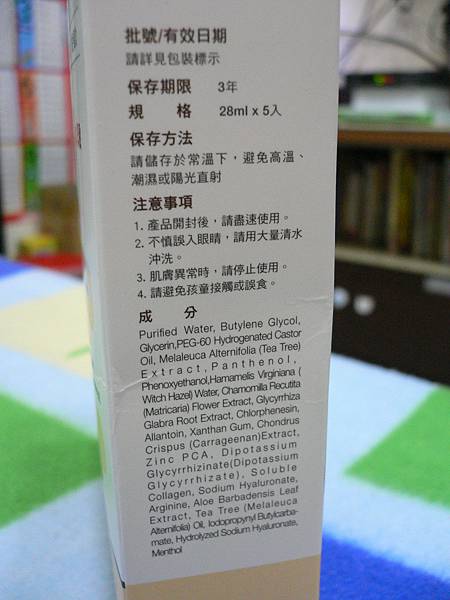 批號/有效日期
請詳見包裝標示
保存期限 3年
規 格 28ml x 5入
保存方法
請儲存於常溫下，避免高溫、
潮濕或陽光直射
注意事項
1. 產品開封後，請盡速使用。
2. 不慎誤入眼睛，請用大量清水
沖洗。
3. 肌膚異常時，請停止使用。
4. 請避免孩童接觸或誤食。
成 分
Purified Water, Butylene Glycol,
Glycerin,PEG-60 Hydrogenated Castor
Oil, Melaleuca Alternifolia (Tea Tree)
Extract,Panthenol,
Phenoxyethanol,Hamamelis Virginiana (
Witch Hazel) Water, Chamomilla Recutita
(Matricaria) Flower Extract, Glycyrrhiza
Glabra Root Extract, Chlorphenesin,
Allantoin, Xanthan Gum, Chondrus
Crispus (Carrageenan)Extract,
Zinc PCA, Dipotassium
Glycyrrhizinate(Dipotassium
Glycyrrhizate), Soluble
Collagen, Sodium Hyaluronate,
Arginine, Aloe Barbadensis Leaf
Extract, Tea Tree (Melaleuca
Alternifolia) Oil, Iodopropynyl Butylcarba-
mate, Hydrolyzed Sodium Hyaluronate,
Menthol